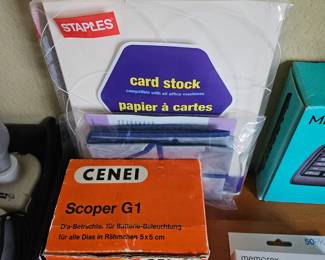 STAPLES
card stock
compatible with all office machines
papier à cartes
CENEI
Scoper G1
Dia-Betrachter für Batterie-Beleuchtung
für alle Dias in Rähmchen 5x5 cm
memorex
50-P